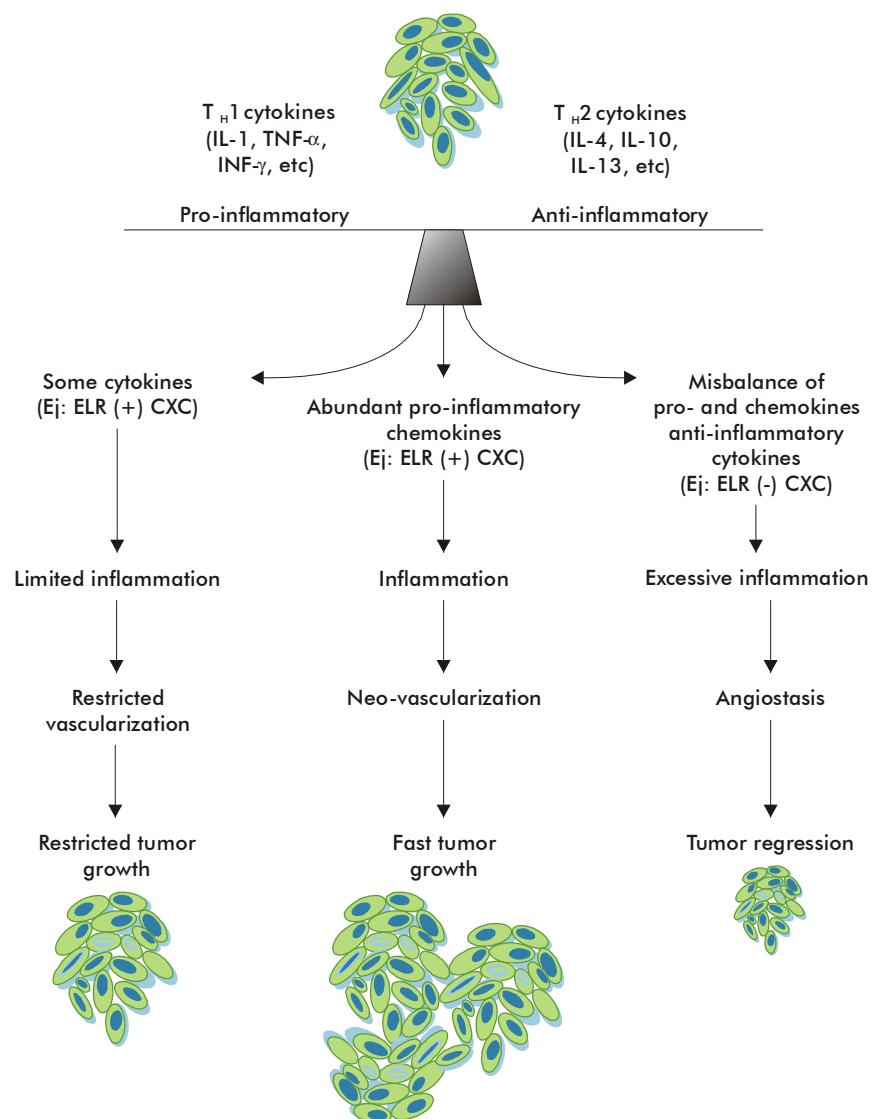 T H1 cytokines
(IL-1, TNF-α,
INF-γ, etc)
T H2 cytokines
(IL-4, IL-10,
IL-13, etc)
Pro-inflammatory
Anti-inflammatory
Some cytokines
(Ej: ELR (+) CXC)
Abundant pro-inflammatory
chemokines
(Ej: ELR (+) CXC)
Misbalance of
pro- and chemokines
anti-inflammatory
cytokines
(Ej: ELR (-) CXC)
Limited inflammation
Inflammation
Excessive inflammation
Restricted
vascularization
Neo-vascularization
Angiostasis
Restricted tumor
growth
Fast tumor
growth
Tumor regression